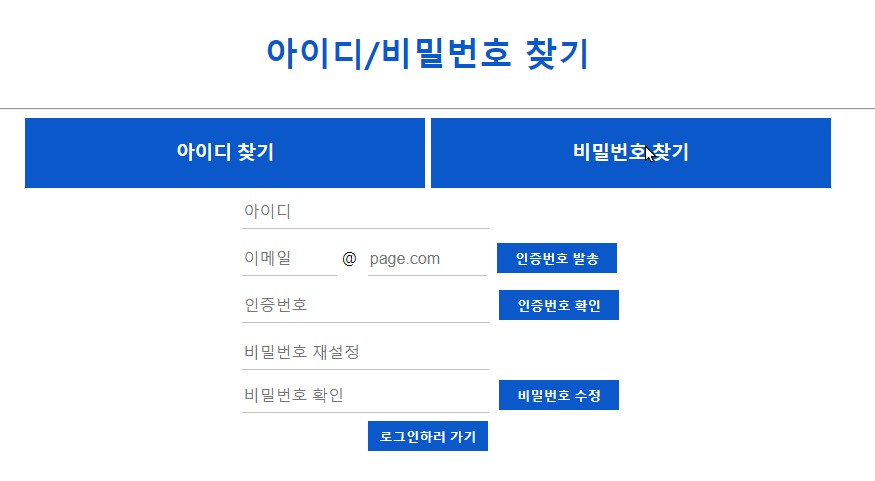 아이디/비밀번호 찾기
아이디 찾기 비밀번호 찾기
아이디
이메일 @ page.com 인증번호 발송
인증번호 인증번호 확인
비밀번호 재설정
비밀번호 확인 비밀번호 수정
로그인하러 가기